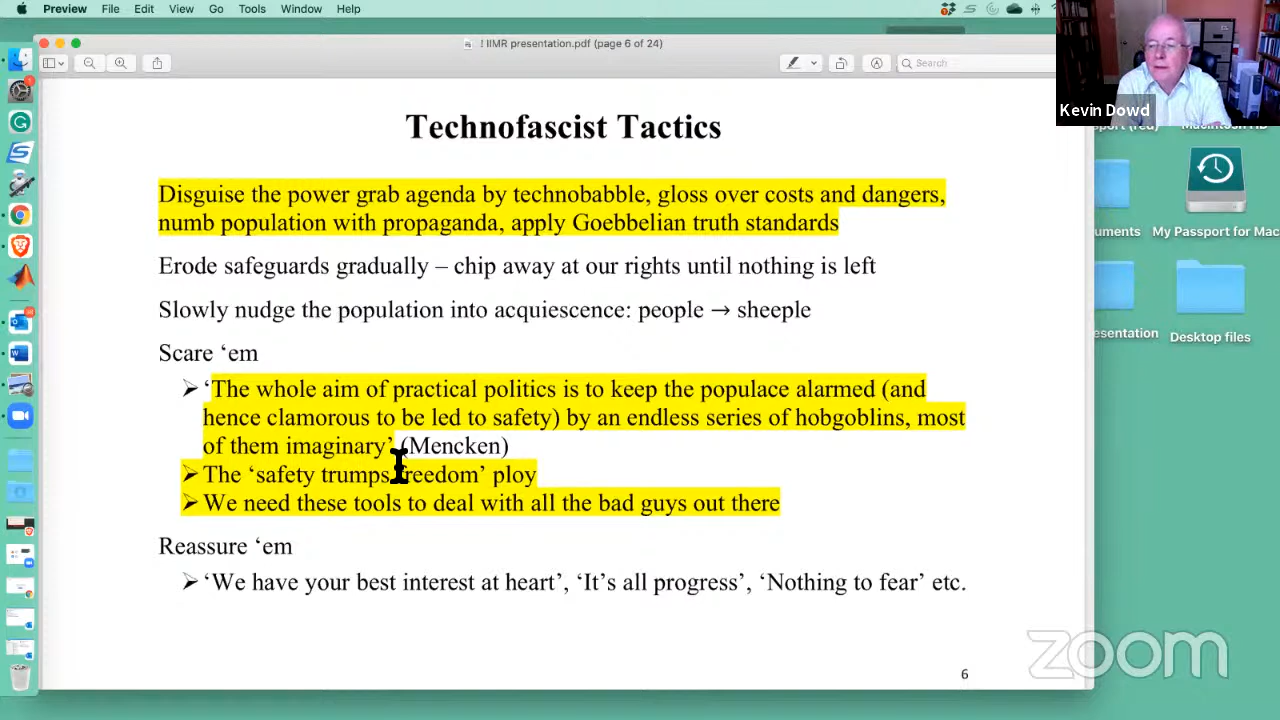 Preview File Edit View Go Tools Window Help
! IIMR presentation.pdf (page 6 of 24)
Search
Kevin Dowd
Technofascist Tactics
Disguise the power grab agenda by technobabble, gloss over costs and dangers,
numb population with propaganda, apply Goebbelian truth standards
Erode safeguards gradually – chip away at our rights until nothing is left
Slowly nudge the population into acquiescence: people → sheeple
Scare ‘em
➢ ‘The whole aim of practical politics is to keep the populace alarmed (and
hence clamorous to be led to safety) by an endless series of hobgoblins, most
of them imaginary’ (Mencken)
➢ The ‘safety trumps freedom’ ploy
➢ We need these tools to deal with all the bad guys out there
Reassure ‘em
➢ ‘We have your best interest at heart’, ‘It’s all progress’, ‘Nothing to fear’ etc.
6
My Passport for Mac
Desktop files
zoom